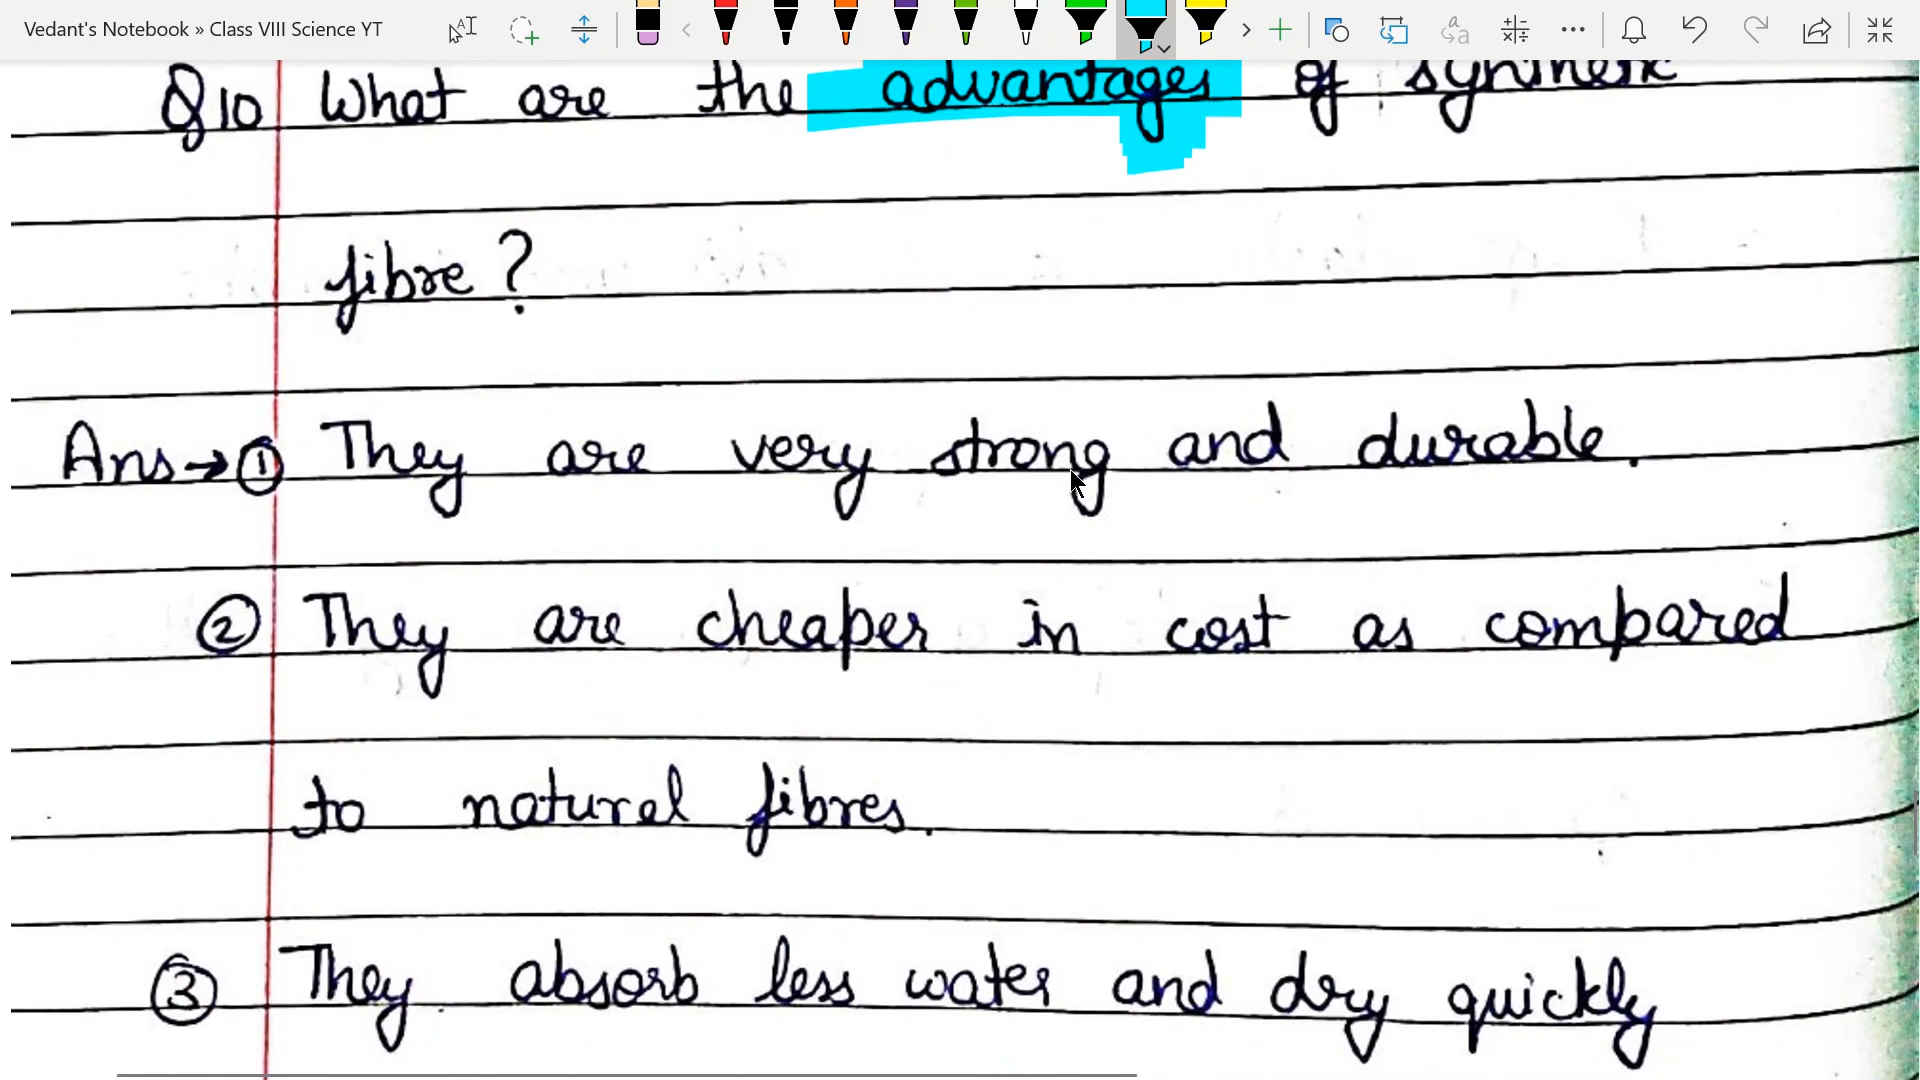 Vedant's Notebook » Class VIII Science YT
Q10 What are the advantages of synthetic
fibre?
Ans→① They are very strong and durable.
② They are cheaper in cost as compared
to natural fibres.
③ They absorb less water and dry quickly